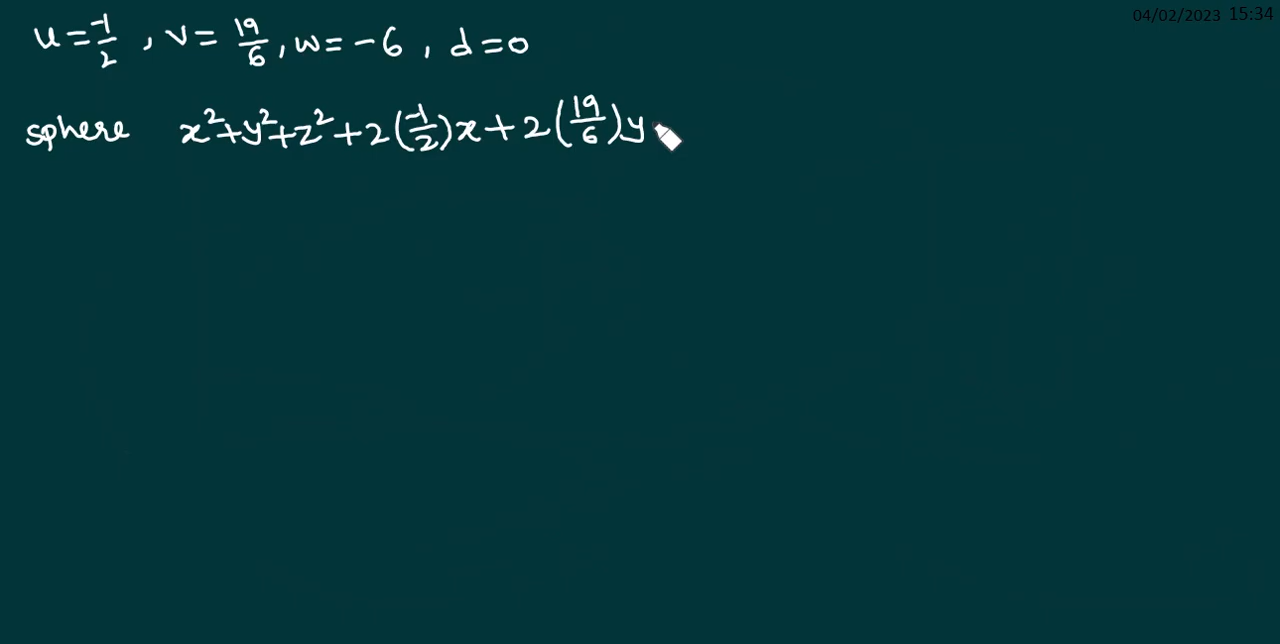 04/02/2023 15:34
u = -1/2 , v = 19/6 , w = -6 , d = 0
sphere x² + y² + z² + 2(-1/2)x + 2(19/6)y